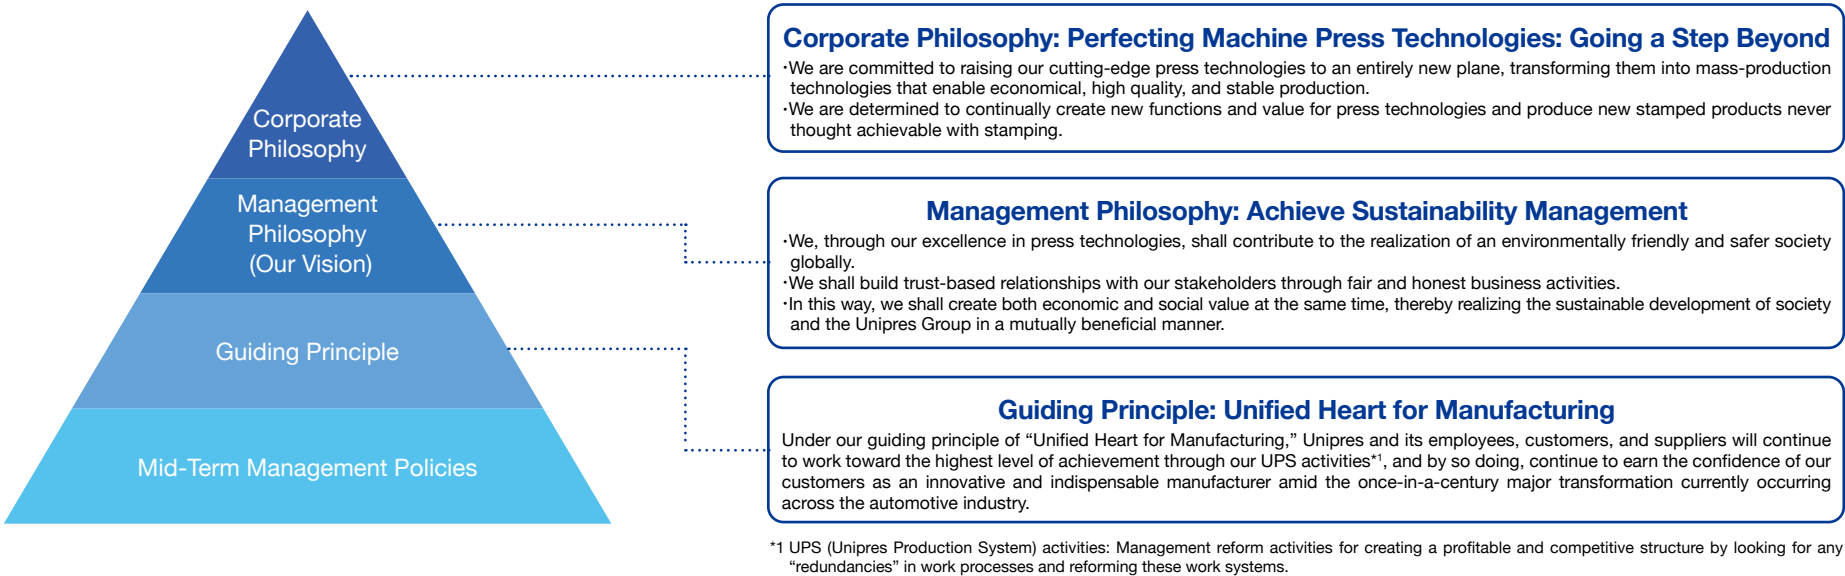 Corporate
Philosophy
Management
Philosophy
(Our Vision)
Guiding Principle
Mid-Term Management Policies
Corporate Philosophy: Perfecting Machine Press Technologies: Going a Step Beyond
・We are committed to raising our cutting-edge press technologies to an entirely new plane, transforming them into mass-production
technologies that enable economical, high quality, and stable production.
・We are determined to continually create new functions and value for press technologies and produce new stamped products never
thought achievable with stamping.
Management Philosophy: Achieve Sustainability Management
・We, through our excellence in press technologies, shall contribute to the realization of an environmentally friendly and safer society
globally.
・We shall build trust-based relationships with our stakeholders through fair and honest business activities.
・In this way, we shall create both economic and social value at the same time, thereby realizing the sustainable development of society
and the Unipres Group in a mutually beneficial manner.
Guiding Principle: Unified Heart for Manufacturing
Under our guiding principle of “Unified Heart for Manufacturing,” Unipres and its employees, customers, and suppliers will continue
to work toward the highest level of achievement through our UPS activities*1, and by so doing, continue to earn the confidence of our
customers as an innovative and indispensable manufacturer amid the once-in-a-century major transformation currently occurring
across the automotive industry.
*1 UPS (Unipres Production System) activities: Management reform activities for creating a profitable and competitive structure by looking for any
“redundancies” in work processes and reforming these work systems.